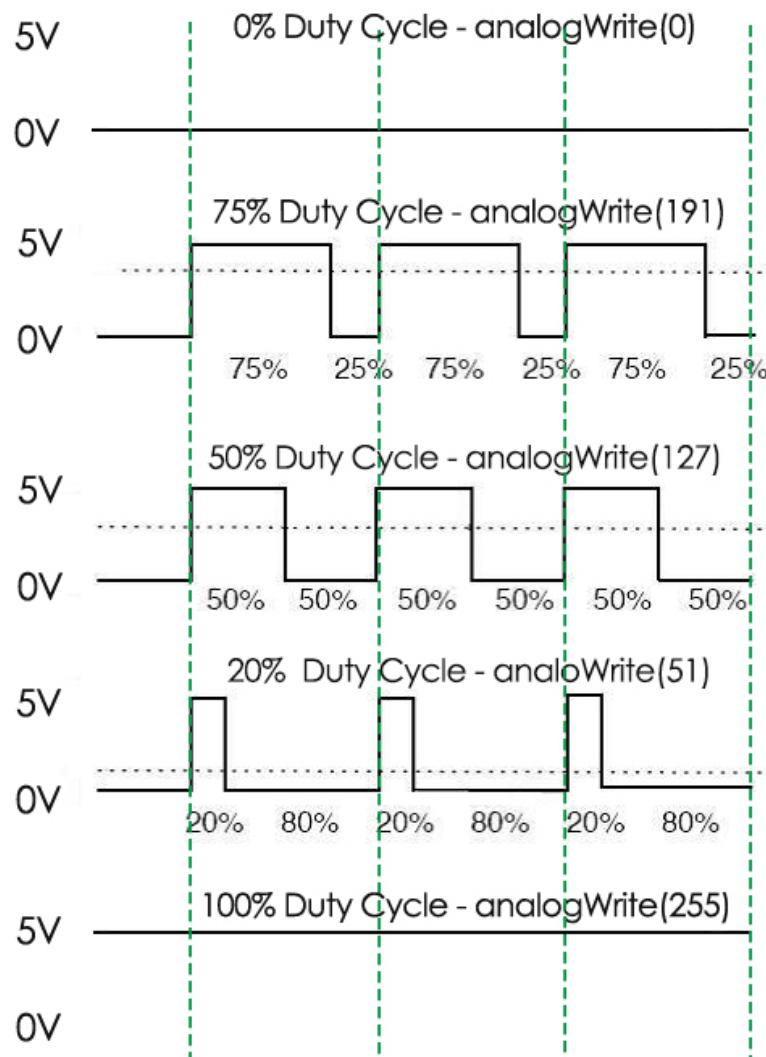 0% Duty Cycle - analogWrite(0)
5V
0V
75% Duty Cycle - analogWrite(191)
5V
0V
75% 25% 75% 25% 75% 25%
50% Duty Cycle - analogWrite(127)
5V
0V
50% 50% 50% 50% 50% 50%
20% Duty Cycle - analoWrite(51)
5V
0V
20% 80% 20% 80% 20% 80%
100% Duty Cycle - analogWrite(255)
5V
0V